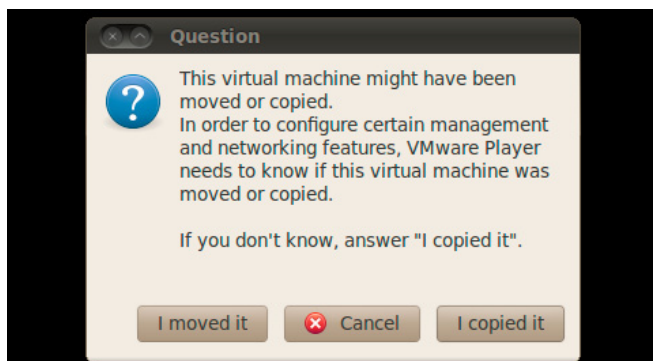 Question
This virtual machine might have been
moved or copied.
In order to configure certain management
and networking features, VMware Player
needs to know if this virtual machine was
moved or copied.
If you don't know, answer "I copied it".
I moved it
Cancel
I copied it